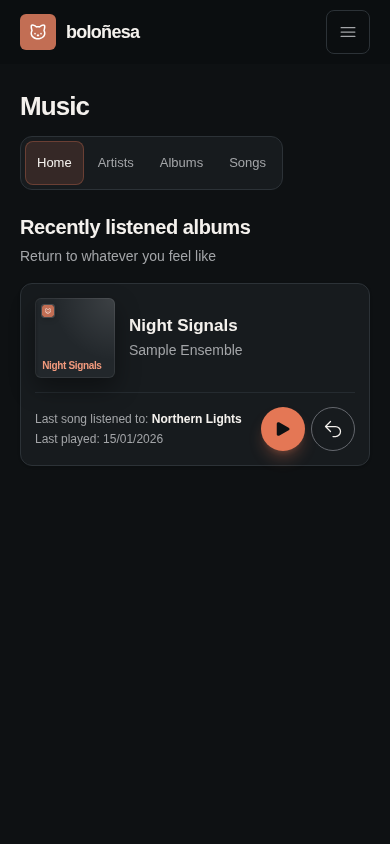 boloñesa
Music
Home Artists Albums Songs
Recently listened albums
Return to whatever you feel like
Night Signals
Night Signals
Sample Ensemble
Last song listened to: Northern Lights
Last played: 15/01/2026